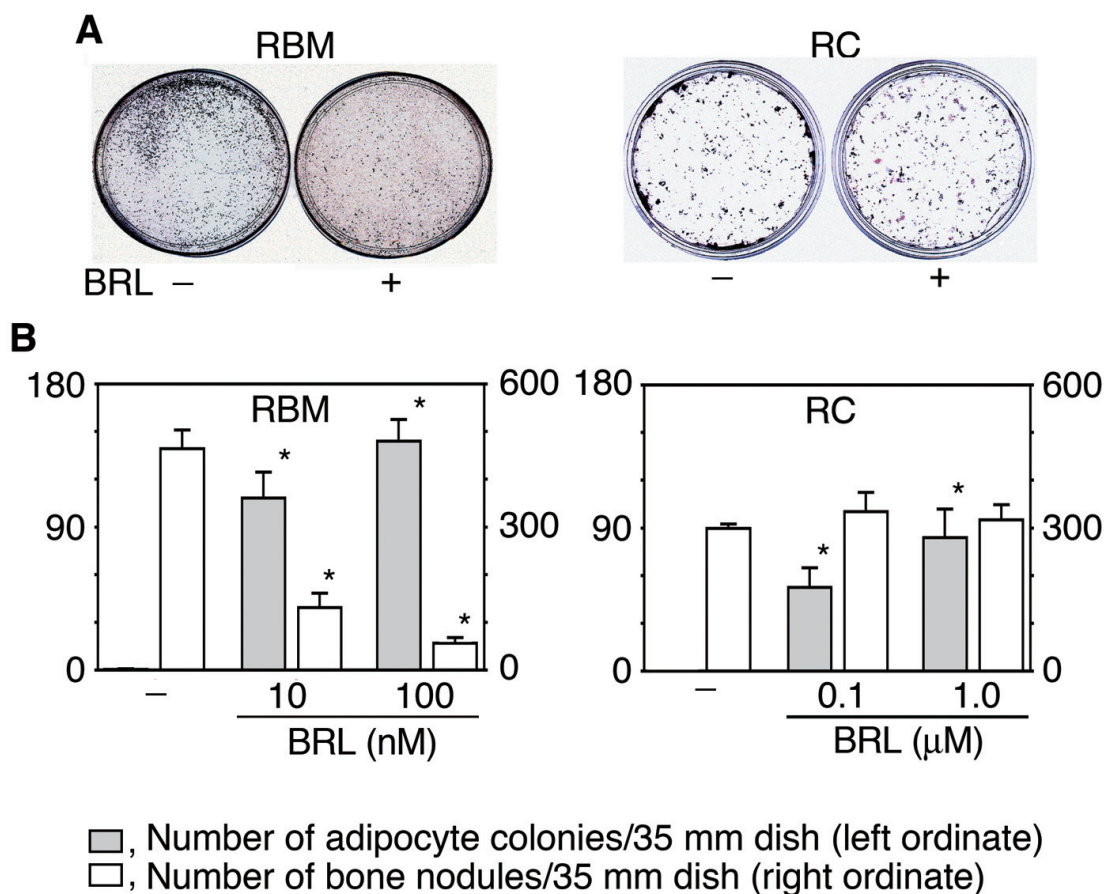 A
RBM
RC
BRL – +
– +
B
180
90
0
RBM
600
300
0
* * * *
– 10 100
BRL (nM)
180
90
0
RC
600
300
0
* *
– 0.1 1.0
BRL (μM)
, Number of adipocyte colonies/35 mm dish (left ordinate)
, Number of bone nodules/35 mm dish (right ordinate)